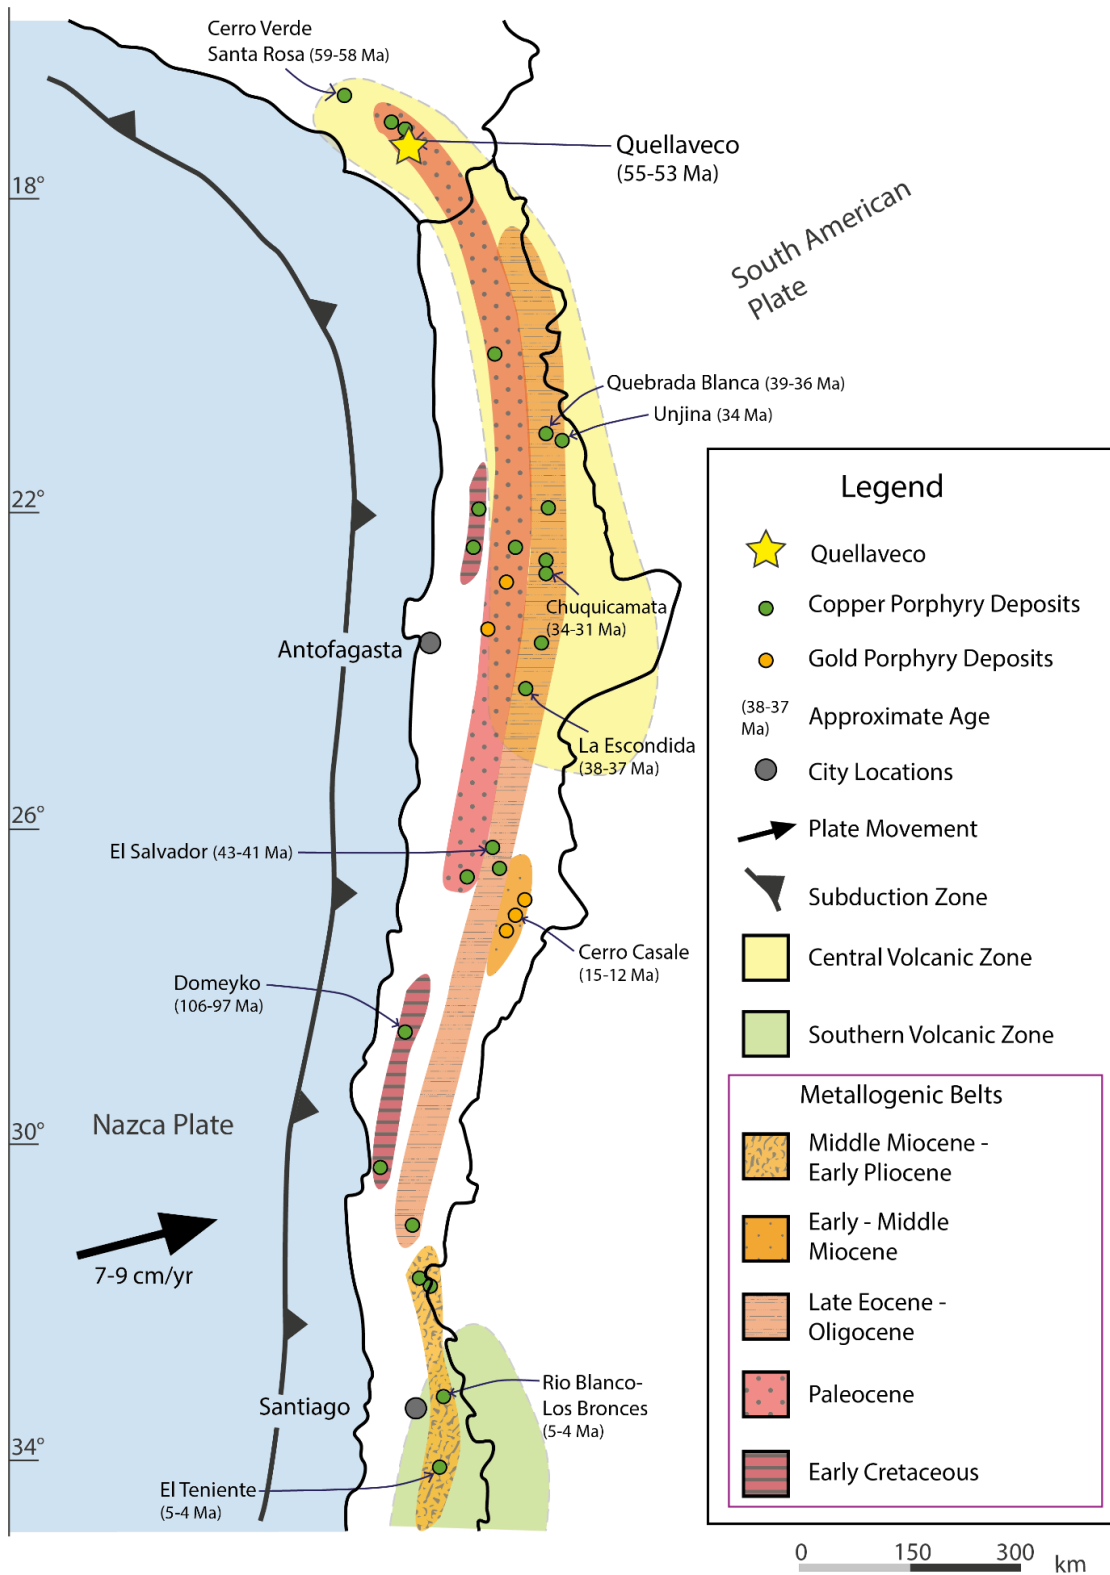 Cerro Verde
Santa Rosa (59-58 Ma)
Quellaveco
(55-53 Ma)
18°
South American
Plate
Quebrada Blanca (39-36 Ma)
Unjina (34 Ma)
22°
Chuquicamata
(34-31 Ma)
Antofagasta
La Escondida
(38-37 Ma)
26°
El Salvador (43-41 Ma)
Cerro Casale
(15-12 Ma)
Domeyko
(106-97 Ma)
Nazca Plate
30°
7-9 cm/yr
Santiago
Rio Blanco-
Los Bronces
(5-4 Ma)
34°
El Teniente
(5-4 Ma)
Legend
Quellaveco
Copper Porphyry Deposits
Gold Porphyry Deposits
(38-37
Ma)
Approximate Age
City Locations
Plate Movement
Subduction Zone
Central Volcanic Zone
Southern Volcanic Zone
Metallogenic Belts
Middle Miocene -
Early Pliocene
Early - Middle
Miocene
Late Eocene -
Oligocene
Paleocene
Early Cretaceous
0 150 300 km